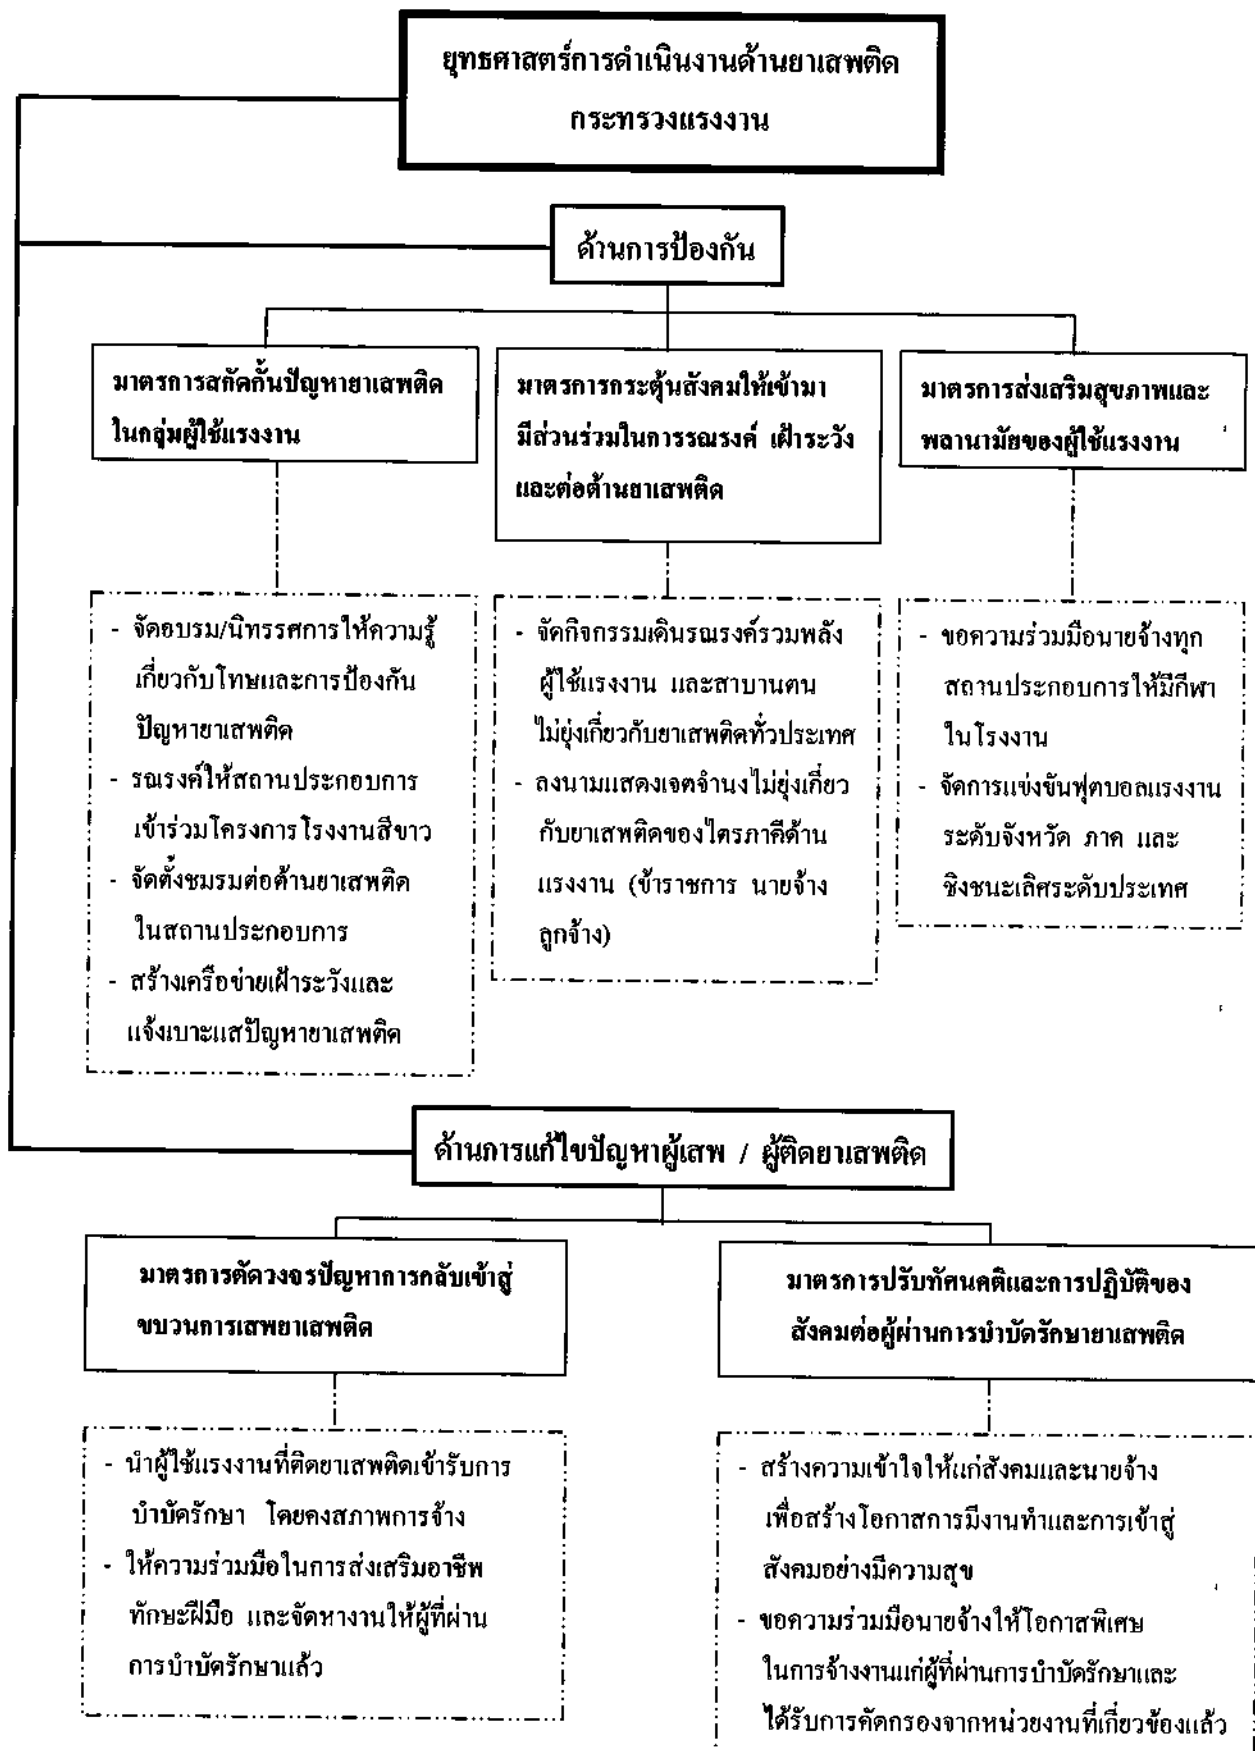 ยุทธศาสตร์การดำเนินงานด้านยาเสพติด
กระทรวงแรงงาน
ด้านการป้องกัน
มาตรการสกัดกั้นปัญหายาเสพติด
ในกลุ่มผู้ใช้แรงงาน
มาตรการกระตุ้นสังคมให้เข้ามา
มีส่วนร่วมในการรณรงค์ เฝ้าระวัง
และต่อต้านยาเสพติด
มาตรการส่งเสริมสุขภาพและ
พลานามัยของผู้ใช้แรงงาน
- จัดอบรม/นิทรรศการให้ความรู้
เกี่ยวกับโทษและการป้องกัน
ปัญหายาเสพติด
- รณรงค์ให้สถานประกอบการ
เข้าร่วมโครงการโรงงานสีขาว
- จัดตั้งชมรมต่อต้านยาเสพติด
ในสถานประกอบการ
- สร้างเครือข่ายเฝ้าระวังและ
แจ้งเบาะแสปัญหายาเสพติด
- จัดกิจกรรมเดินรณรงค์รวมพลัง
ผู้ใช้แรงงาน และสาบานตน
ไม่ยุ่งเกี่ยวกับยาเสพติดทั่วประเทศ
- ลงนามแสดงเจตจำนงไม่ยุ่งเกี่ยว
กับยาเสพติดของไตรภาคีด้าน
แรงงาน (ข้าราชการ นายจ้าง
ลูกจ้าง)
- ขอความร่วมมือนายจ้างทุก
สถานประกอบการให้มีกีฬา
ในโรงงาน
- จัดการแข่งขันฟุตบอลแรงงาน
ระดับจังหวัด ภาค และ
ชิงชนะเลิศระดับประเทศ
ด้านการแก้ไขปัญหาผู้เสพ / ผู้ติดยาเสพติด
มาตรการตัดวงจรปัญหาการกลับเข้าสู่
ขบวนการเสพยาเสพติด
มาตรการปรับทัศนคติและการปฏิบัติของ
สังคมต่อผู้ผ่านการบำบัดรักษายาเสพติด
- นำผู้ใช้แรงงานที่ติดยาเสพติดเข้ารับการ
บำบัดรักษา โดยคงสภาพการจ้าง
- ให้ความร่วมมือในการส่งเสริมอาชีพ
ทักษะฝีมือ และจัดหางานให้ผู้ที่ผ่าน
การบำบัดรักษาแล้ว
- สร้างความเข้าใจให้แก่สังคมและนายจ้าง
เพื่อสร้างโอกาสการมีงานทำและการเข้าสู่
สังคมอย่างมีความสุข
- ขอความร่วมมือนายจ้างให้โอกาสพิเศษ
ในการจ้างงานแก่ผู้ที่ผ่านการบำบัดรักษาและ
ได้รับการคัดกรองจากหน่วยงานที่เกี่ยวข้องแล้ว